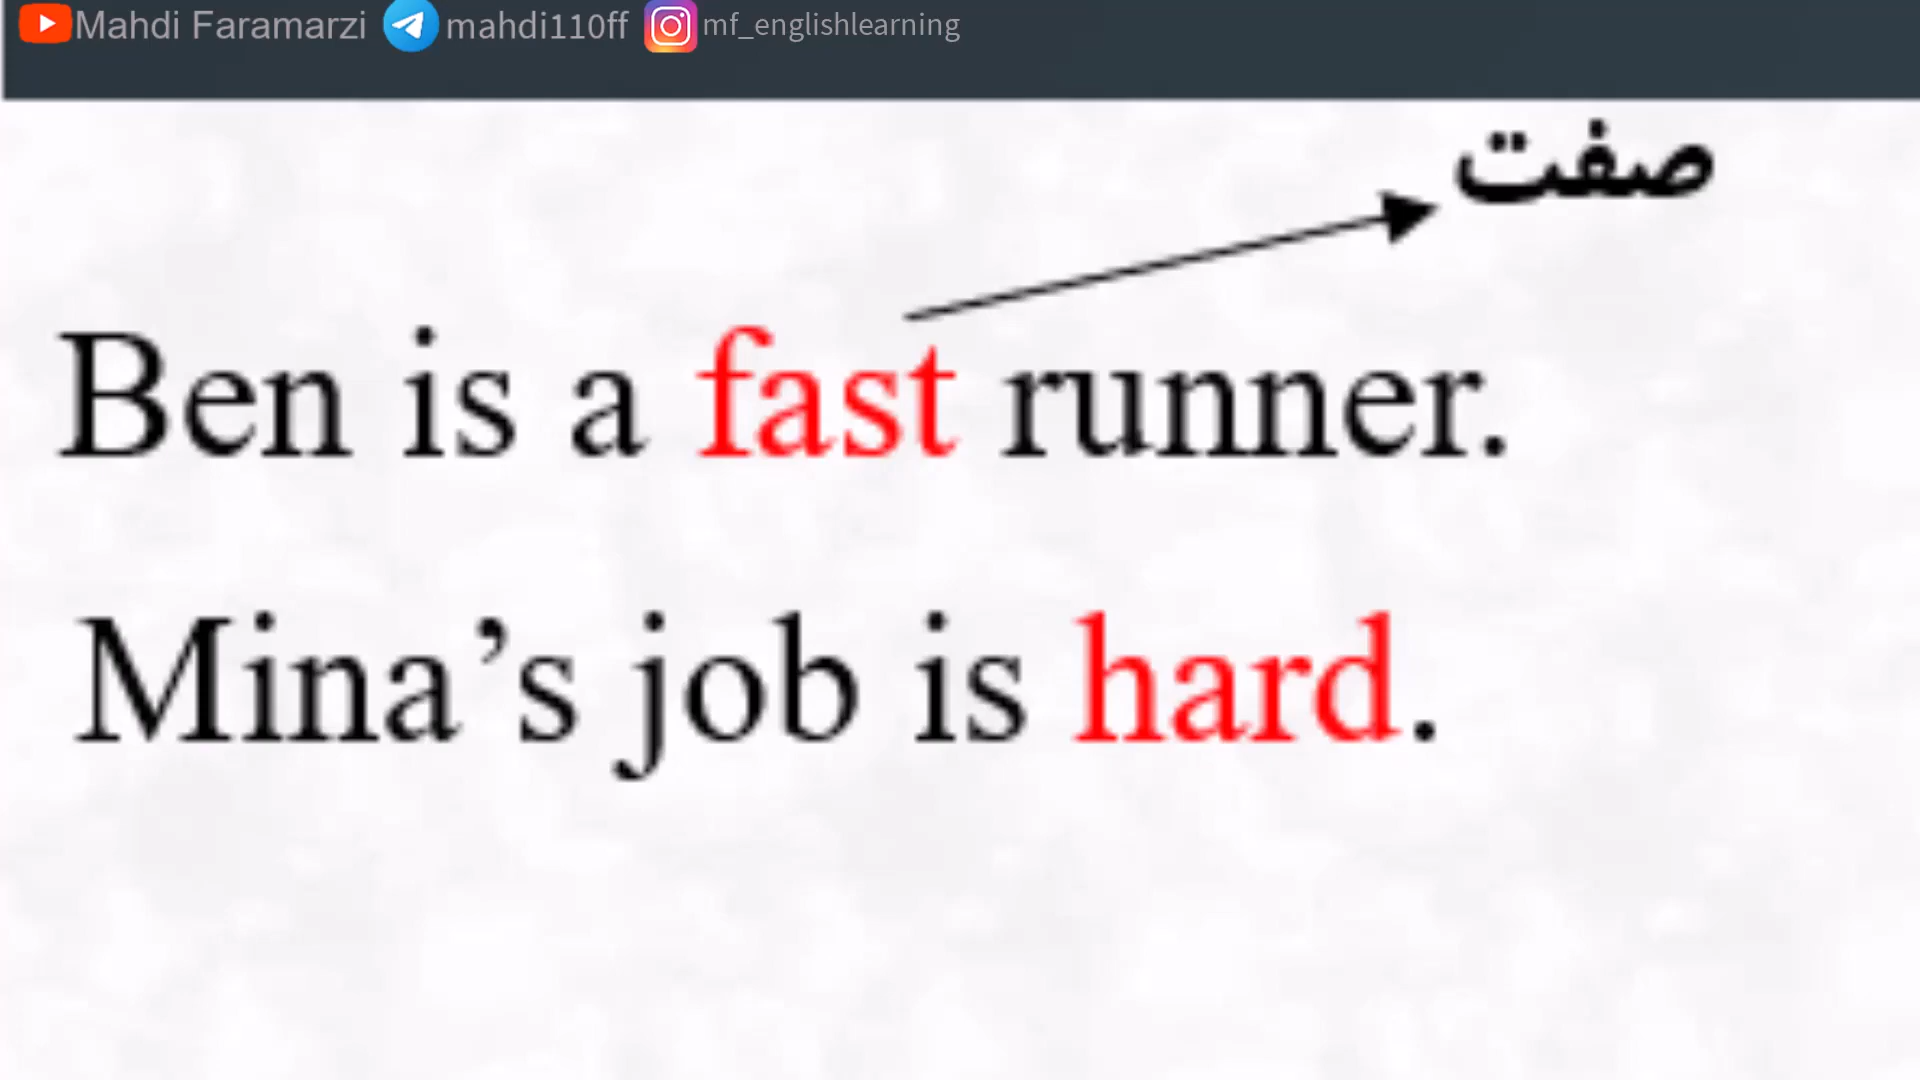 Mahdi Faramarzi mahdi110ff mf_englishlearning
صفت
Ben is a fast runner.
Mina’s job is hard.